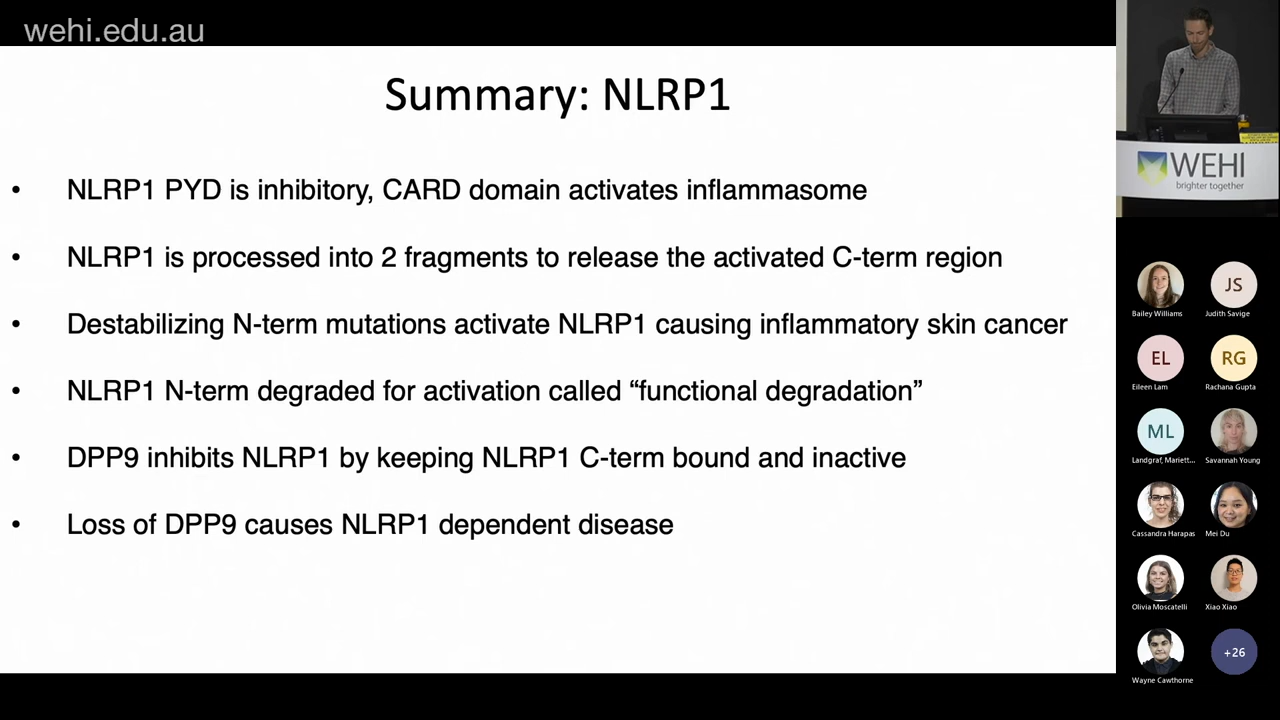 wehi.edu.au
Summary: NLRP1
• NLRP1 PYD is inhibitory, CARD domain activates inflammasome
• NLRP1 is processed into 2 fragments to release the activated C-term region
• Destabilizing N-term mutations activate NLRP1 causing inflammatory skin cancer
• NLRP1 N-term degraded for activation called “functional degradation”
• DPP9 inhibits NLRP1 by keeping NLRP1 C-term bound and inactive
• Loss of DPP9 causes NLRP1 dependent disease
WEHI
brighter together
JS
Bailey Williams
Judith Savige
EL
RG
Eileen Lam
Rachana Gupta
ML
Landgraf, Mariett...
Savannah Young
Cassandra Harapas
Mei Du
Olivia Moscatelli
Xiao Xiao
+26
Wayne Cawthorne